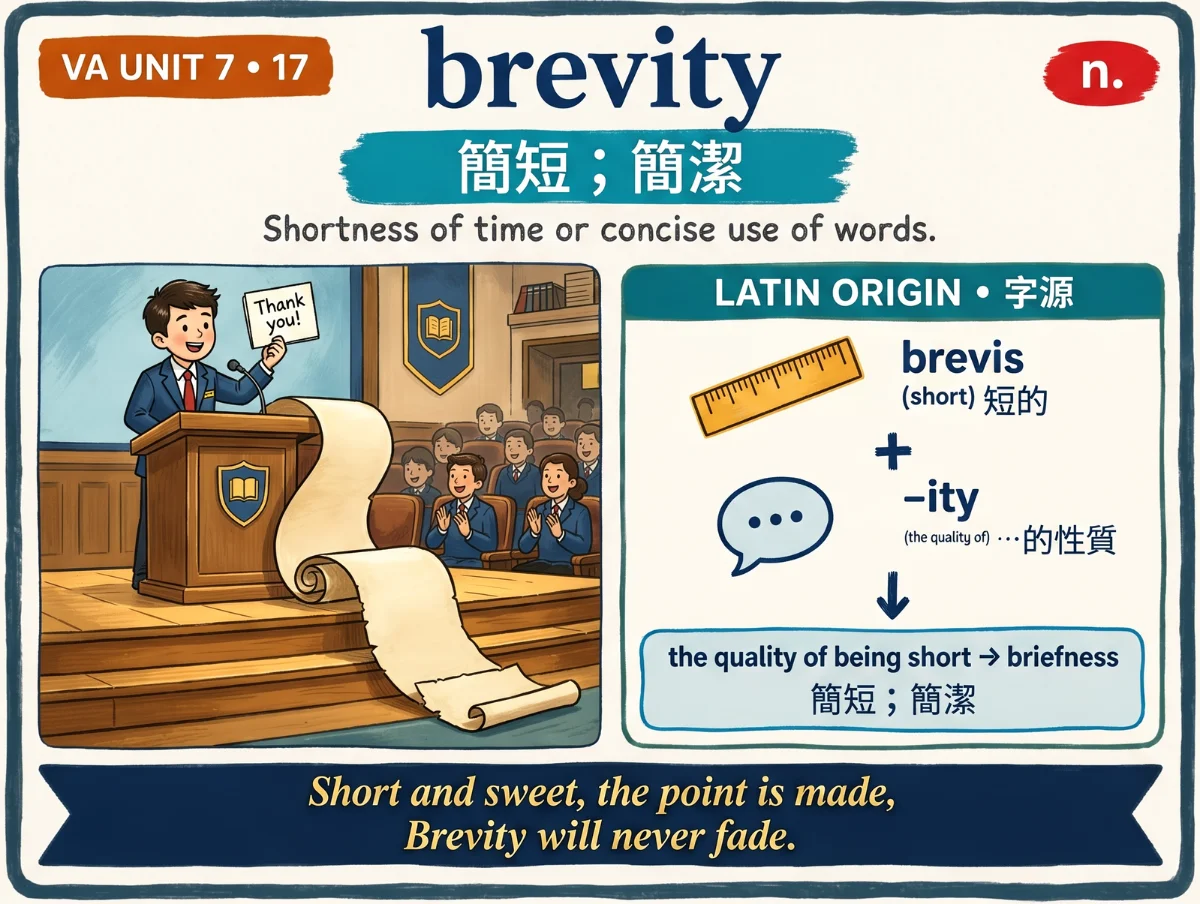 VA UNIT 7 • 17
brevity
n.
簡短；簡潔
Shortness of time or concise use of words.
Thank
you!
LATIN ORIGIN • 字源
brevis
(short) 短的
+
–ity
(the quality of) …的性質
the quality of being short → briefness
簡短；簡潔
Short and sweet, the point is made,
Brevity will never fade.